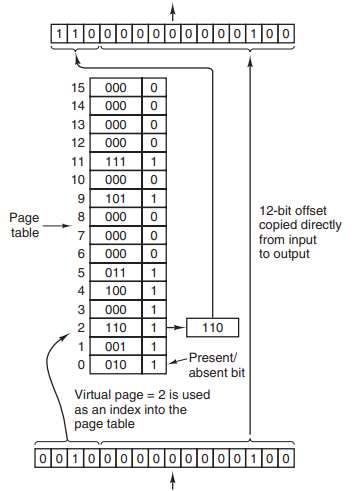 1 1 0 0 0 0 0 0 0 0 0 0 1 0 0
15 000 0
14 000 0
13 000 0
12 000 0
11 111 1
10 000 0
9 101 1
8 000 0
7 000 0
6 000 0
5 011 1
4 100 1
3 000 1
2 110 1 110
1 001 1
0 010 1
Page
table
12-bit offset
copied directly
from input
to output
Present/
absent bit
Virtual page = 2 is used
as an index into the
page table
0 0 1 0 0 0 0 0 0 0 0 0 0 1 0 0